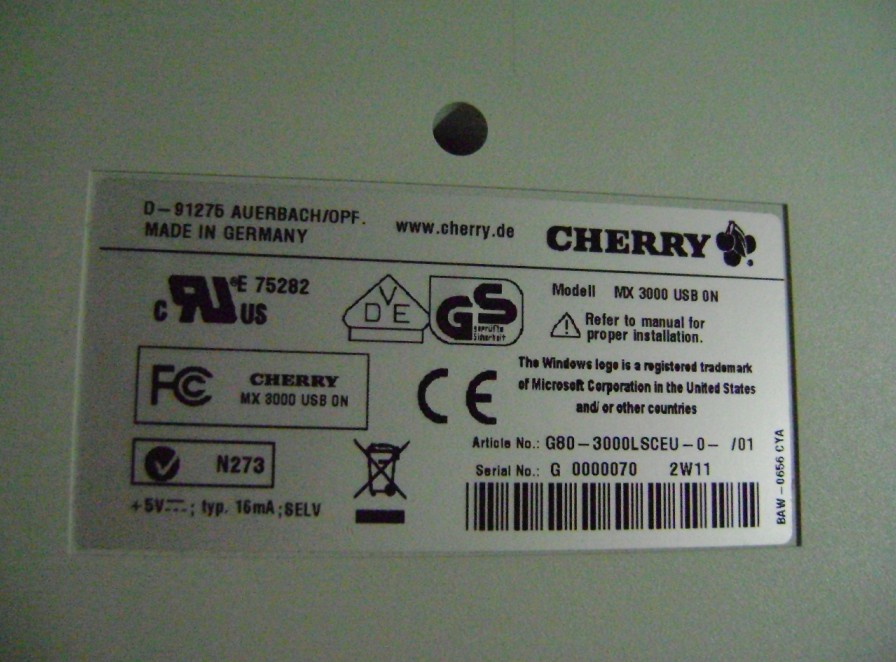 D-91275 AUERBACH/OPF.
MADE IN GERMANY
www.cherry.de
CHERRY
c RU US ®E 75282
V
D E
GS
geprüfte
Sicherheit
Modell MX 3000 USB 0N
Refer to manual for
proper installation.
FC
CHERRY
MX 3000 USB 0N
CE
The Windows logo is a registered trademark
of Microsoft Corporation in the United States
and/ or other countries
N273
Article No.: G80-3000LSCEU-0- /01
Serial No.: G 0000070 2W11
+5V⎓; typ. 16mA;SELV
BAW-0656 CYA